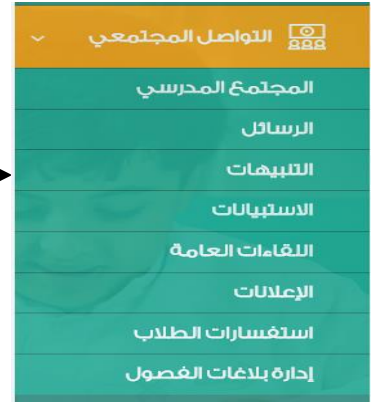 التواصل المجتمعي
المجتمع المدرسي
الرسائل
التنبيهات
الاستبيانات
اللقاءات العامة
الإعلانات
استفسارات الطلاب
إدارة بلاغات الفصول